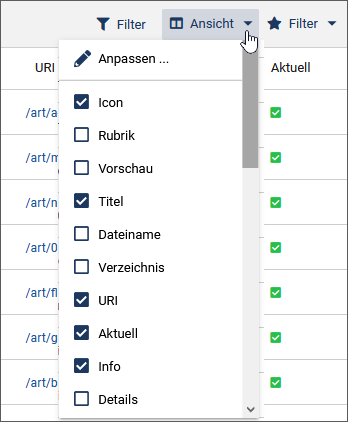 Filter Ansicht Filter
Anpassen ...
URI Aktuell
Icon
/art/a
Rubrik
/art/m
Vorschau
Titel
/art/n
Dateiname
/art/0
Verzeichnis
URI
/art/fl
Aktuell
/art/g
Info
/art/b
Details